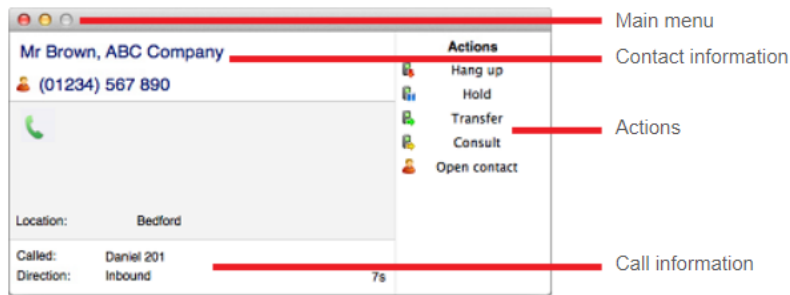 Main menu
Mr Brown, ABC Company
Actions
Contact information
Hang up
(01234) 567 890
Hold
Transfer
Actions
Consult
Open contact
Location: Bedford
Called: Daniel 201
Call information
Direction: Inbound 7s